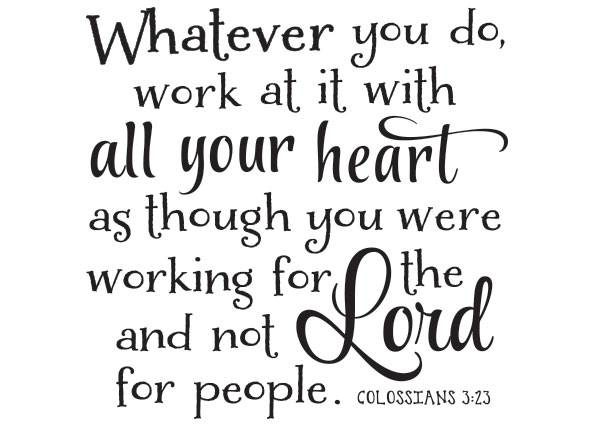 Whatever you do,
work at it with
all your heart
as though you were
working for the
Lord
and not
for people.
COLOSSIANS 3:23